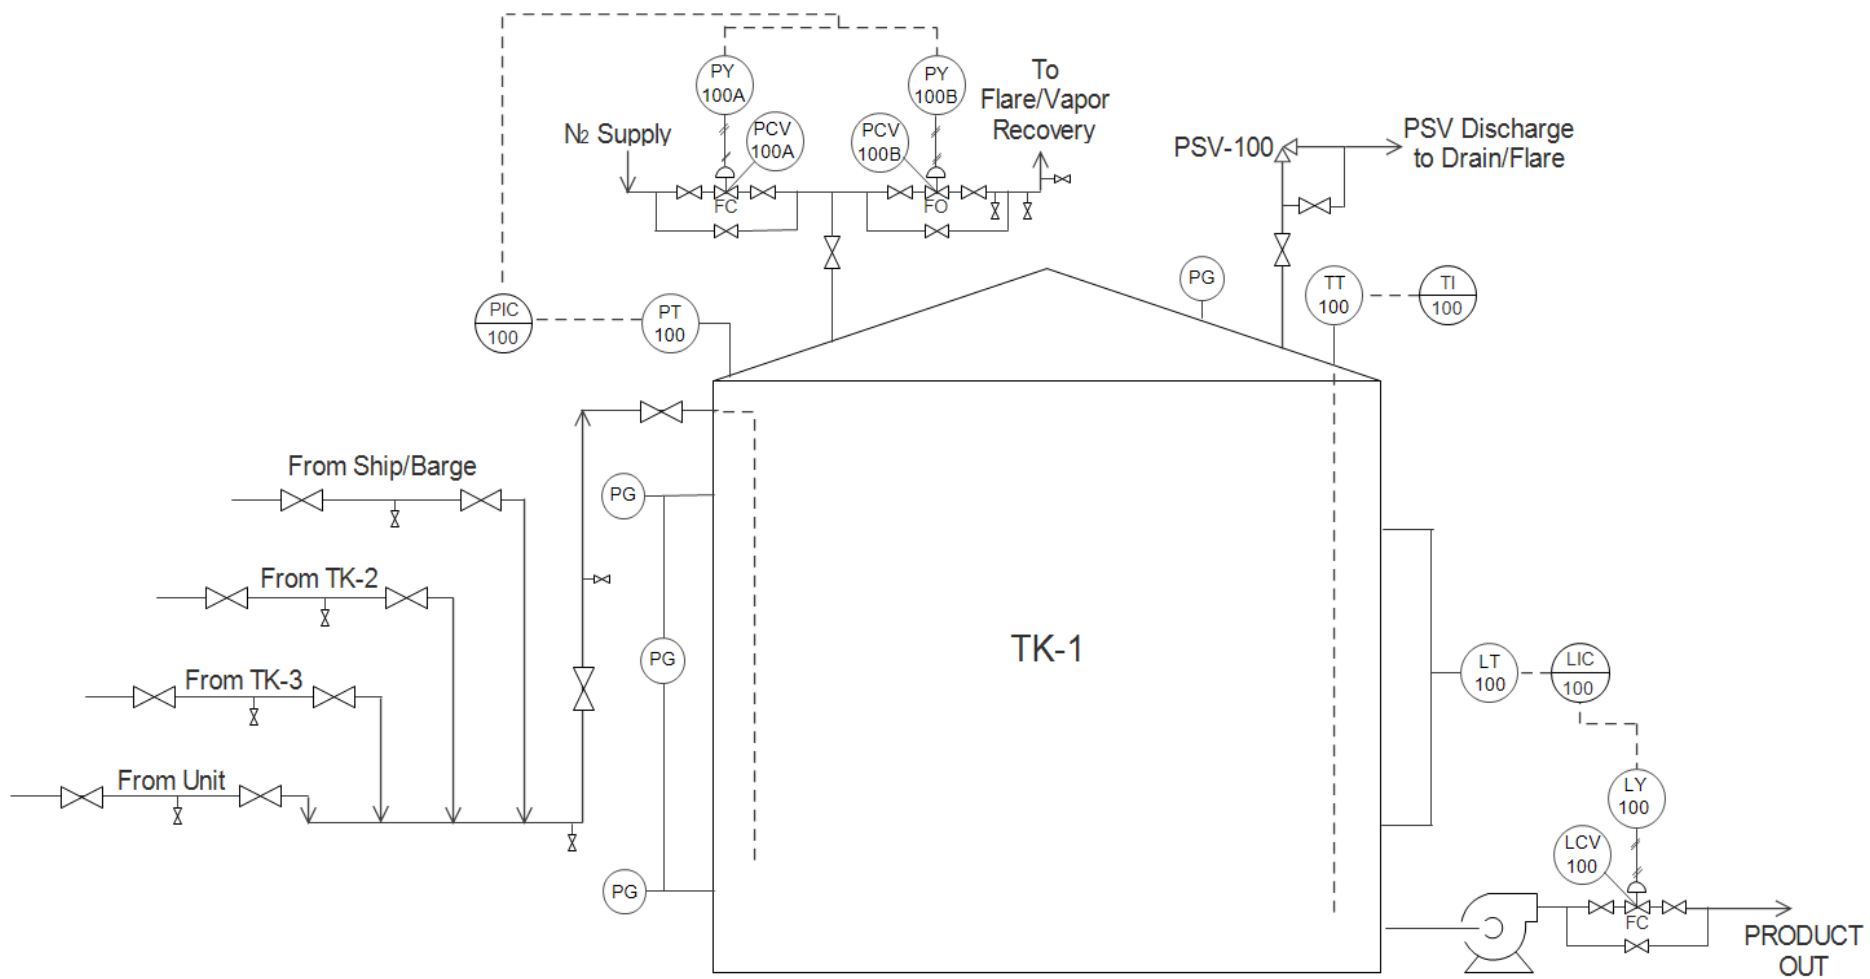 PY
100A
PY
100B
To
Flare/Vapor
Recovery
N2 Supply
PCV
100A
PCV
100B
PSV-100
PSV Discharge
to Drain/Flare
FC
FO
PIC
100
PT
100
PG
TT
100
TI
100
From Ship/Barge
PG
From TK-2
TK-1
PG
LT
100
LIC
100
From TK-3
From Unit
LY
100
LCV
100
PG
FC
PRODUCT
OUT